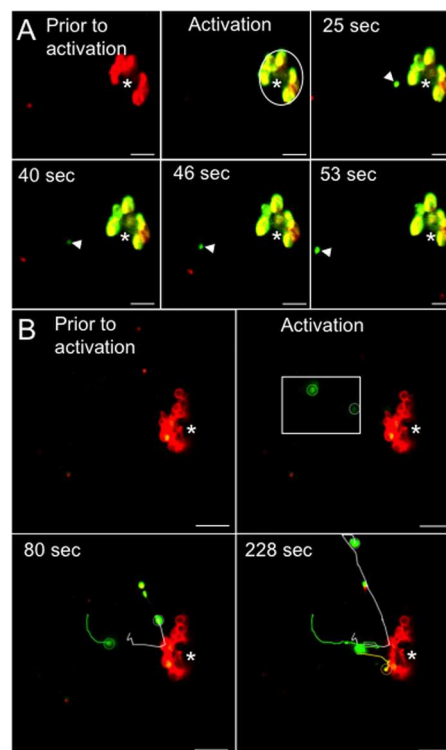 A Prior to activation
Activation
25 sec
*
*
*
40 sec
46 sec
53 sec
*
*
*
B Prior to activation
Activation
*
*
80 sec
228 sec
*
*